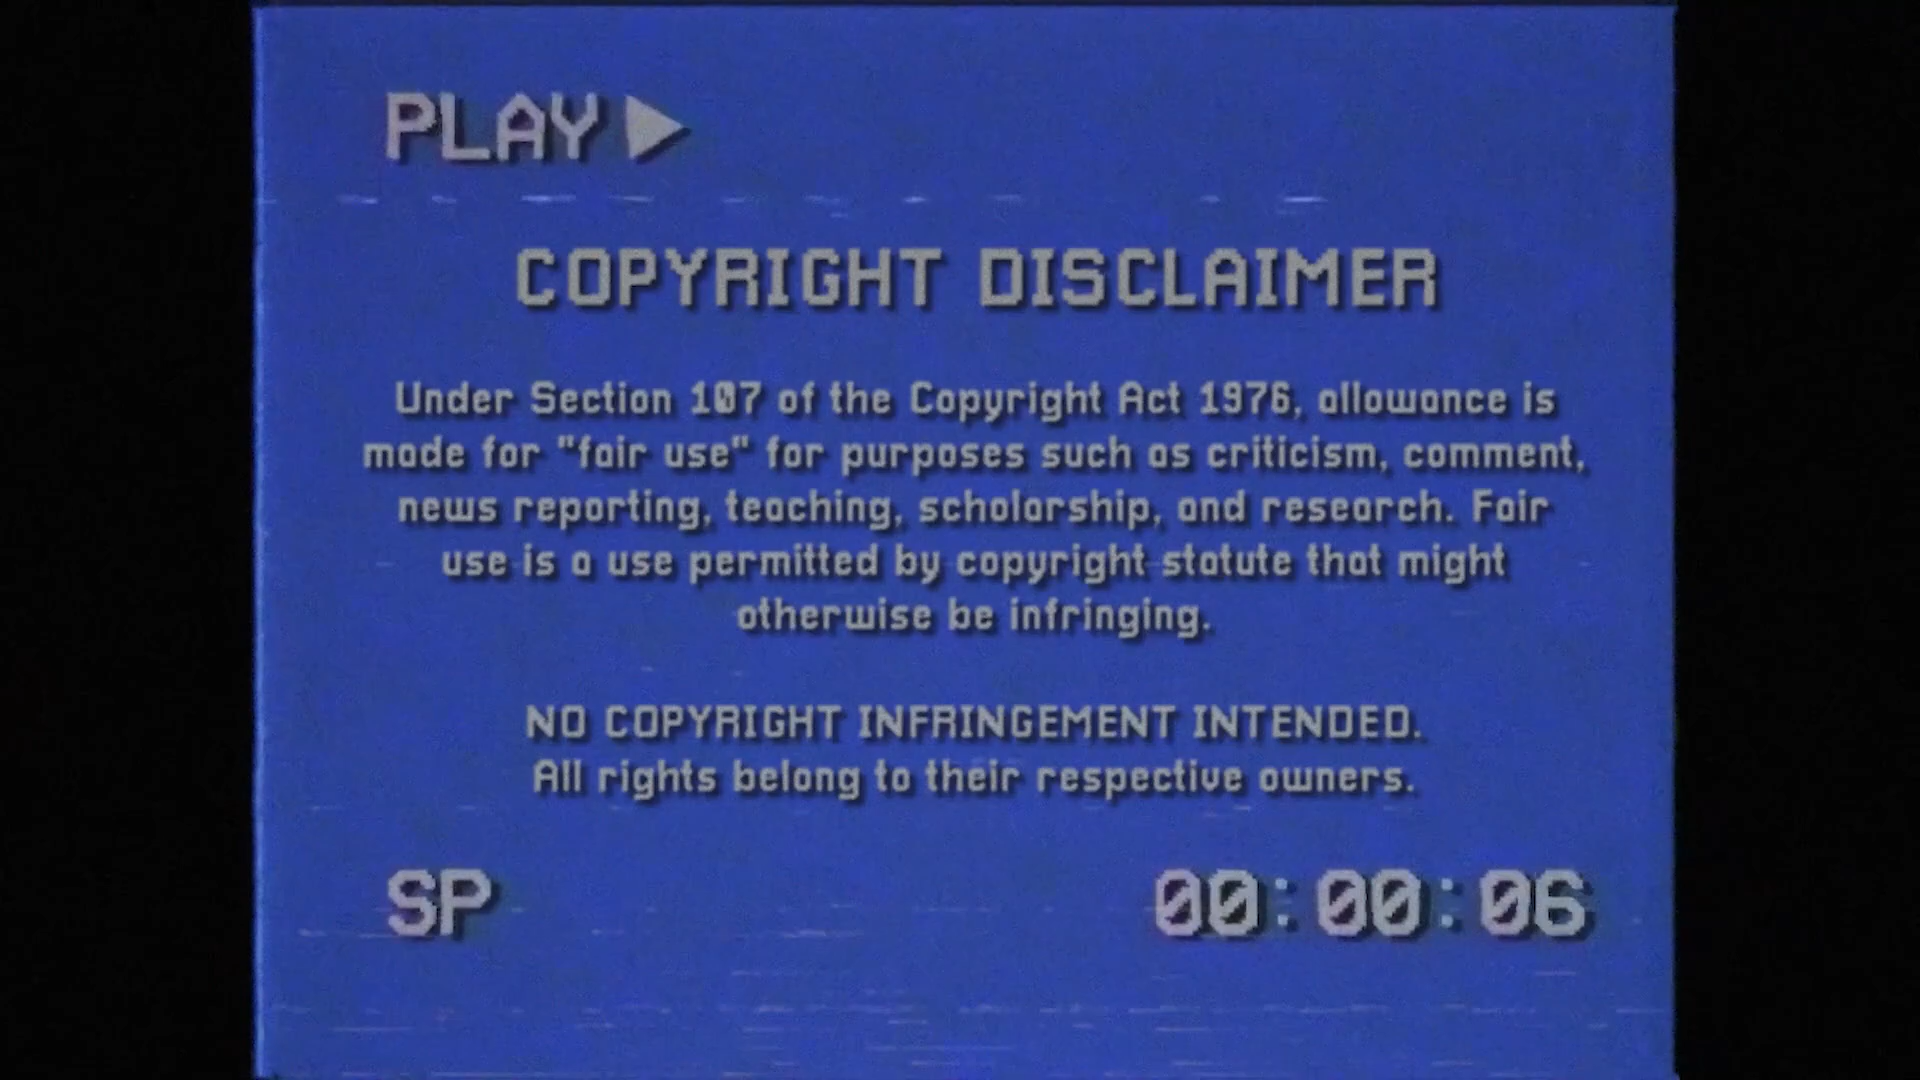 PLAY ▶
COPYRIGHT DISCLAIMER
Under Section 107 of the Copyright Act 1976, allowance is
made for "fair use" for purposes such as criticism, comment,
news reporting, teaching, scholarship, and research. Fair
use is a use permitted by copyright statute that might
otherwise be infringing.
NO COPYRIGHT INFRINGEMENT INTENDED.
All rights belong to their respective owners.
SP
00:00:06